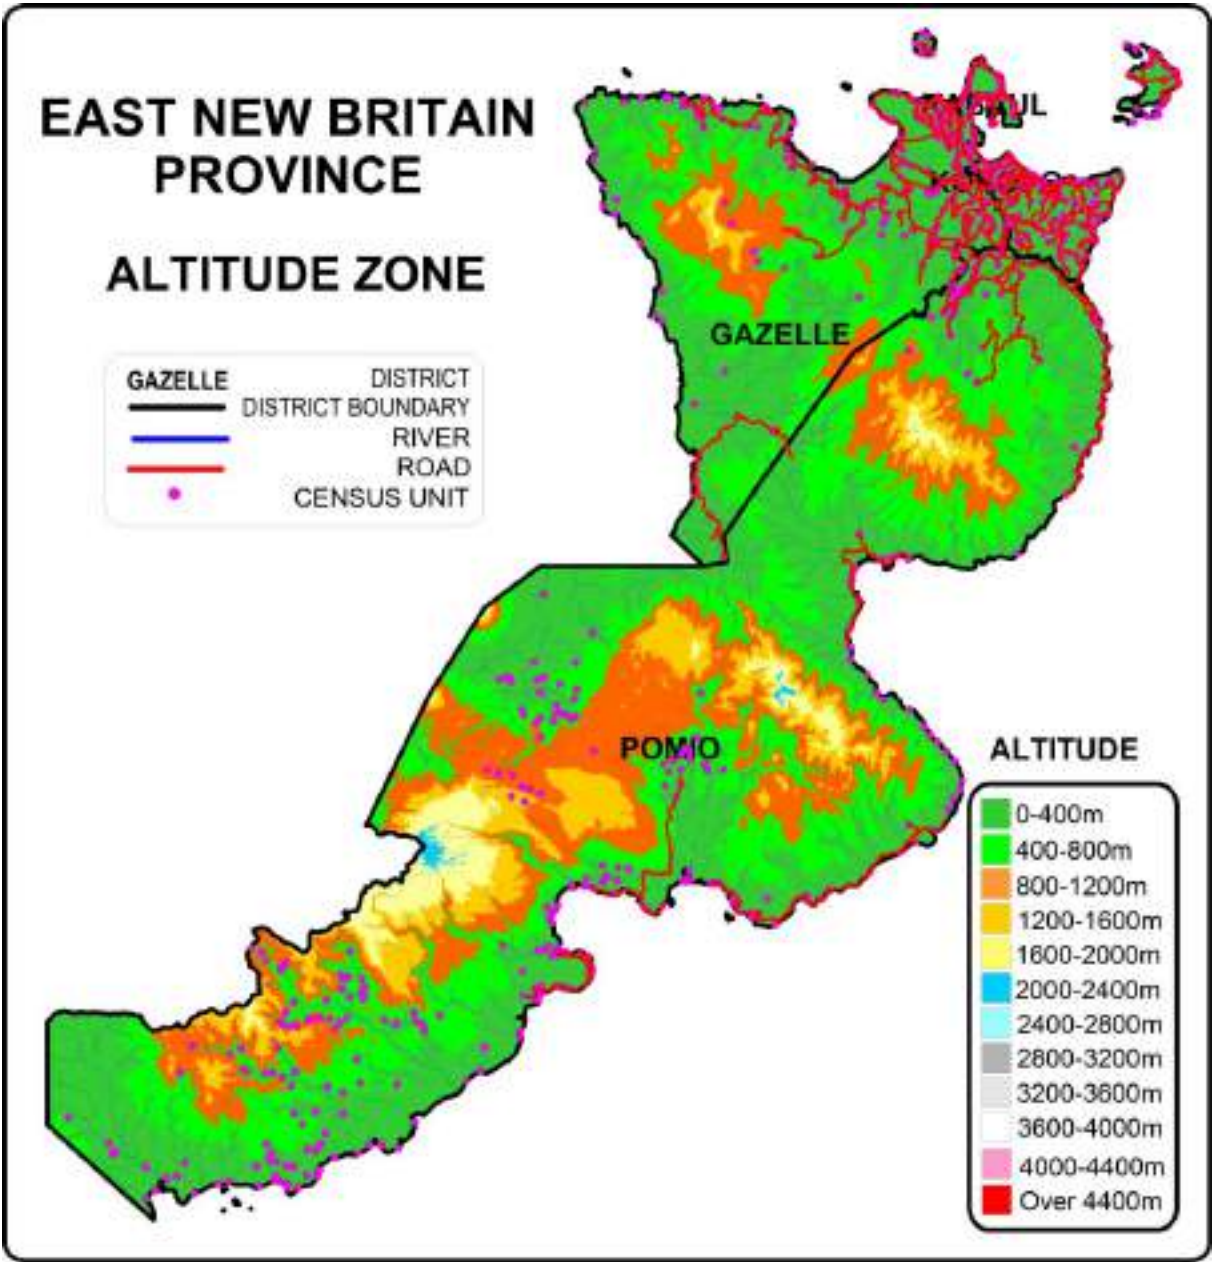 EAST NEW BRITAIN
PROVINCE
ALTITUDE ZONE
GAZELLE DISTRICT
DISTRICT BOUNDARY
RIVER
ROAD
CENSUS UNIT
GAZELLE
POMIO
ALTITUDE
0-400m
400-800m
800-1200m
1200-1600m
1600-2000m
2000-2400m
2400-2800m
2800-3200m
3200-3600m
3600-4000m
4000-4400m
Over 4400m